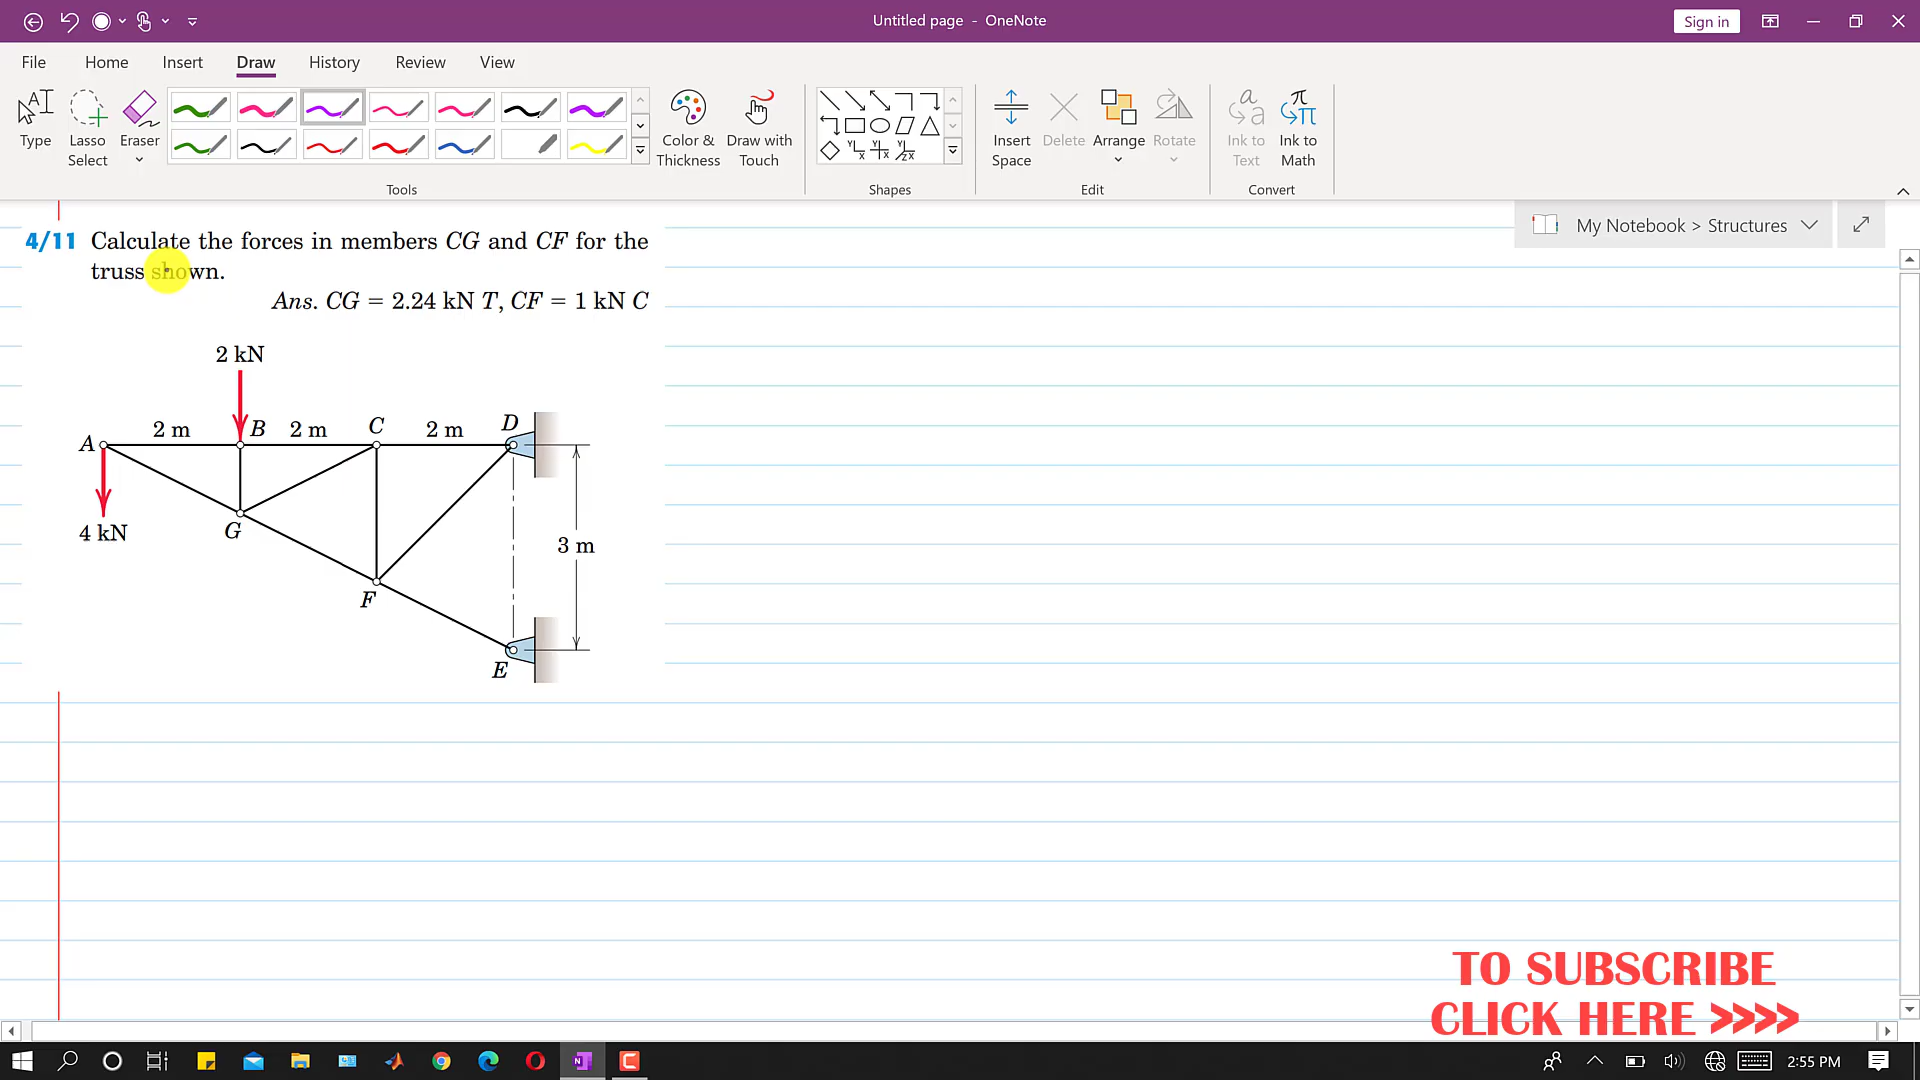 Untitled page - OneNote
Sign in
File Home Insert Draw History Review View
Type
Lasso Select
Eraser
Color & Thickness
Draw with Touch
Insert Space
Delete
Arrange
Rotate
Ink to Text
Ink to Math
Tools
Shapes
Edit
Convert
My Notebook > Structures
4/11 Calculate the forces in members CG and CF for the
truss shown.
Ans. CG = 2.24 kN T, CF = 1 kN C
2 kN
A 2 m B 2 m C 2 m D
4 kN
G
3 m
F
E
TO SUBSCRIBE
CLICK HERE >>>>
2:55 PM